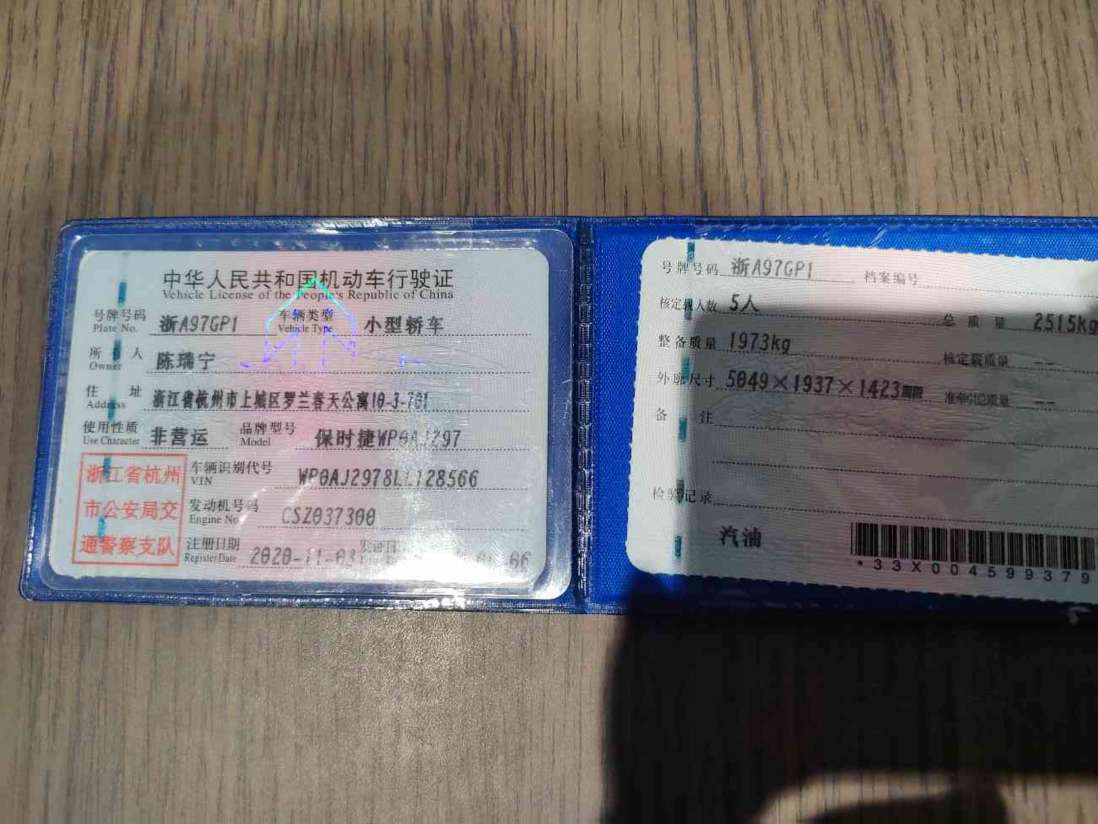 中华人民共和国机动车行驶证
Vehicle License of the People's Republic of China
号牌号码 浙A97GP1 车辆类型 小型轿车
Plate No. Vehicle Type
所有人 陈瑞宁
Owner
住址 浙江省杭州市上城区罗兰春天公寓10-3-701
Address
使用性质 非营运 品牌型号 保时捷WP0AJ297
Use Character Model
浙江省杭州
市公安局交
通警察支队
车辆识别代号 WP0AJ2978LL128566
VIN
发动机号码 CSZ037300
Engine No.
注册日期 2020-11-03
Register Date
号牌号码 浙A97GP1 档案编号
核定载人数 5人 总质量 2515kg
整备质量 1973kg 核定载质量 --
外廓尺寸 5049×1937×1423 准牵引总质量 --
备注
检验记录
汽油
*33X004599379